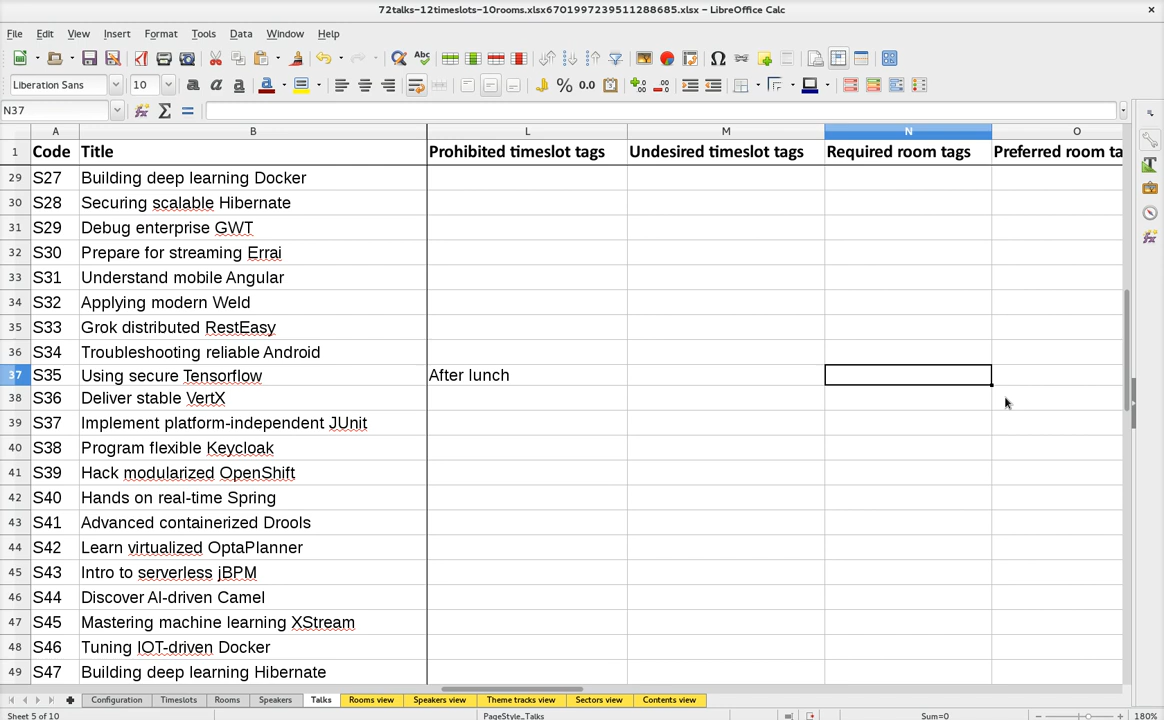 72talks-12timeslots-10rooms.xlsx6701997239511288685.xlsx – LibreOffice Calc
File Edit View Insert Format Tools Data Window Help
Liberation Sans 10
N37
A B L M N O
1 Code Title Prohibited timeslot tags Undesired timeslot tags Required room tags Preferred room ta
29 S27 Building deep learning Docker
30 S28 Securing scalable Hibernate
31 S29 Debug enterprise GWT
32 S30 Prepare for streaming Errai
33 S31 Understand mobile Angular
34 S32 Applying modern Weld
35 S33 Grok distributed RestEasy
36 S34 Troubleshooting reliable Android
37 S35 Using secure Tensorflow After lunch
38 S36 Deliver stable VertX
39 S37 Implement platform-independent JUnit
40 S38 Program flexible Keycloak
41 S39 Hack modularized OpenShift
42 S40 Hands on real-time Spring
43 S41 Advanced containerized Drools
44 S42 Learn virtualized OptaPlanner
45 S43 Intro to serverless jBPM
46 S44 Discover AI-driven Camel
47 S45 Mastering machine learning XStream
48 S46 Tuning IOT-driven Docker
49 S47 Building deep learning Hibernate
Configuration Timeslots Rooms Speakers Talks Rooms view Speakers view Theme tracks view Sectors view Contents view
Sheet 5 of 10 PageStyle_Talks Sum=0 180%